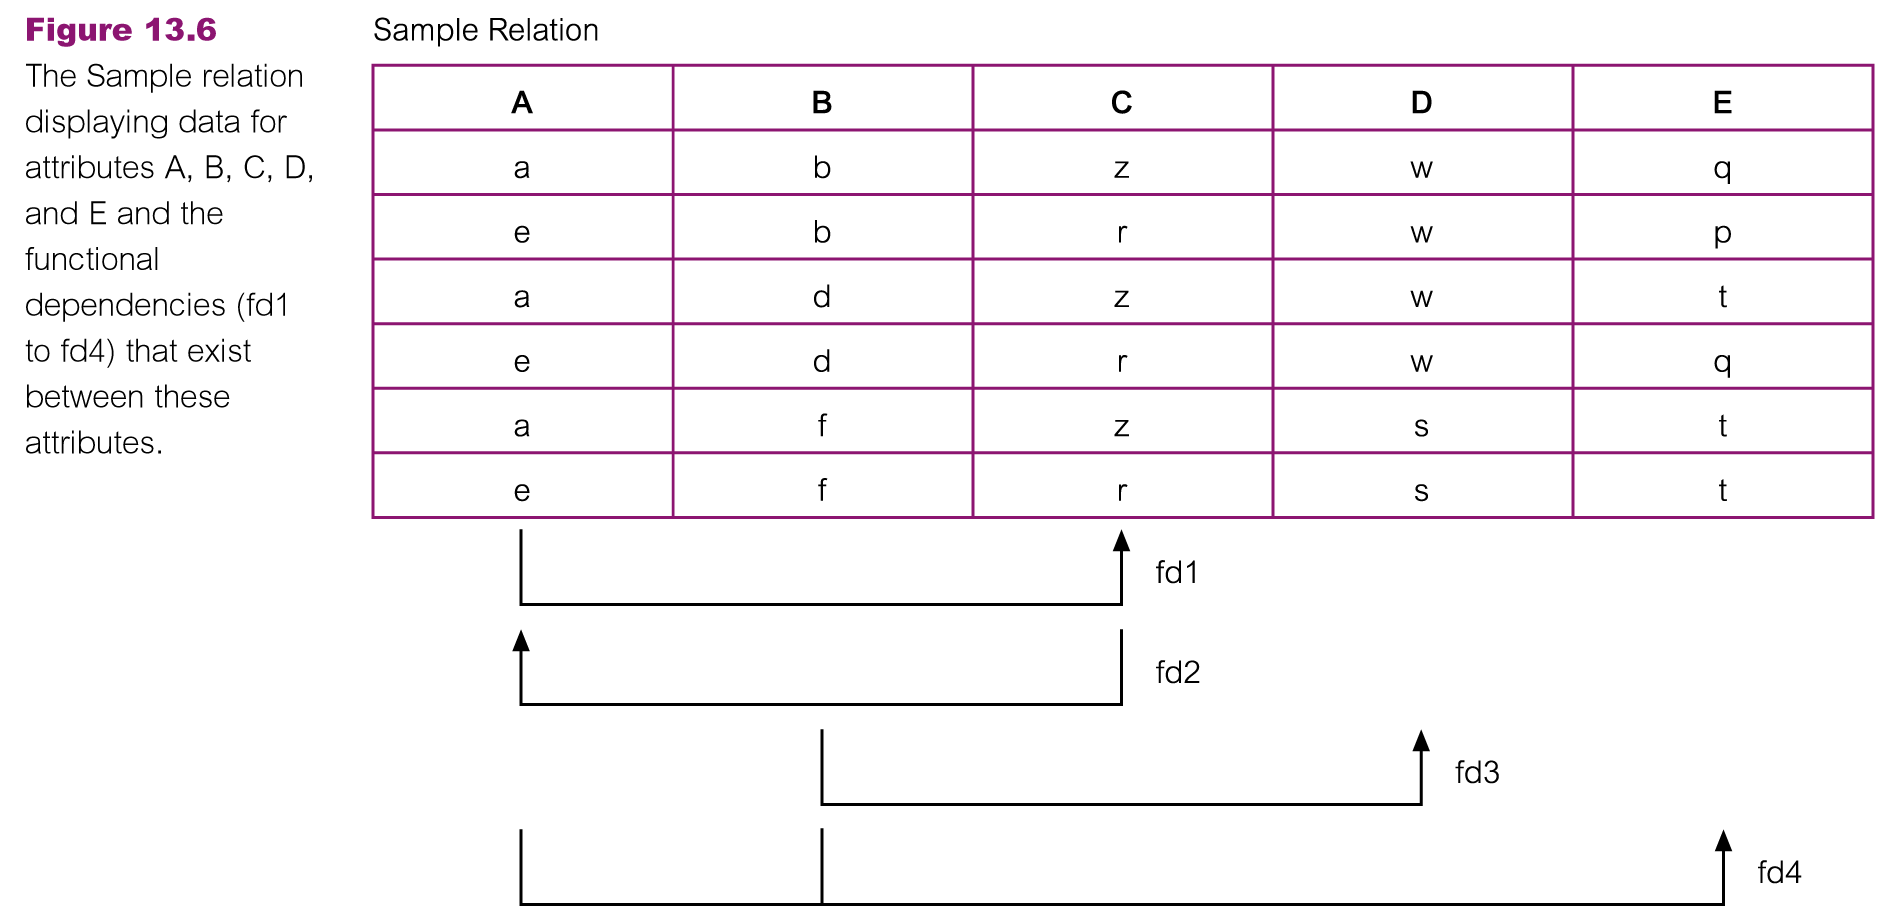 Figure 13.6
The Sample relation
displaying data for
attributes A, B, C, D,
and E and the
functional
dependencies (fd1
to fd4) that exist
between these
attributes.
Sample Relation
A B C D E
a b z w q
e b r w p
a d z w t
e d r w q
a f z s t
e f r s t
fd1
fd2
fd3
fd4